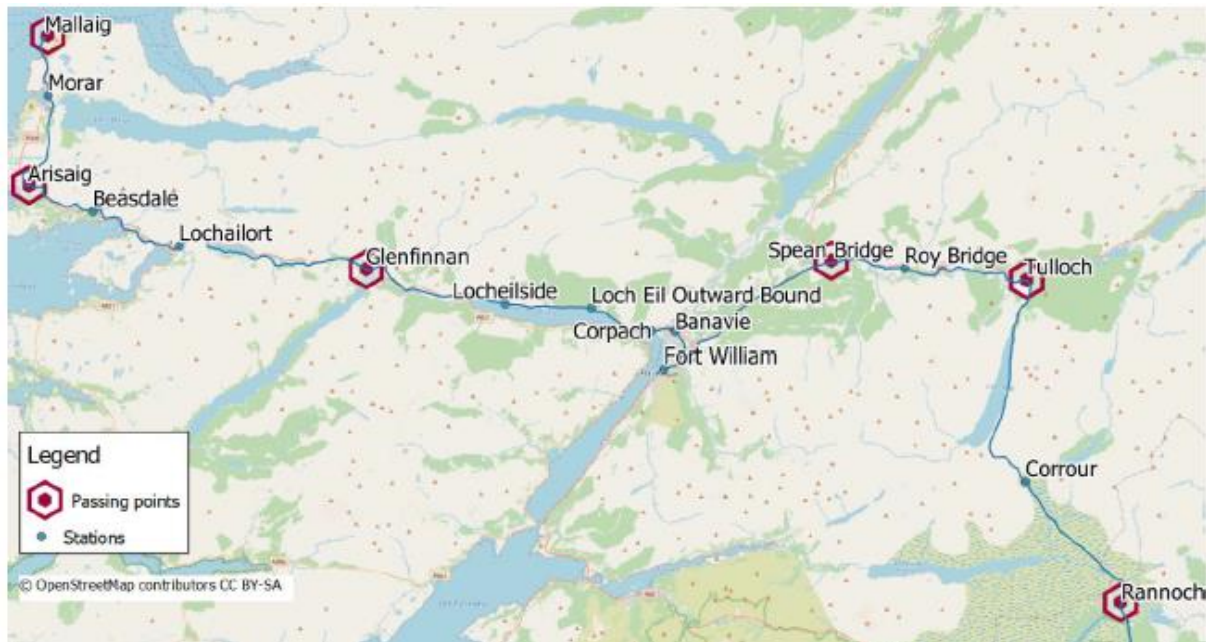 Mallaig
Morar
Arisaig
Beasdale
Lochailort
Glenfinnan
Spean Bridge
Roy Bridge
Tulloch
Locheilside
Loch Eil Outward Bound
Corpach
Banavie
Fort William
Corrour
Rannoch
Legend
Passing points
Stations
© OpenStreetMap contributors CC BY-SA